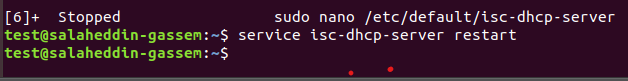 [6]+  Stopped                 sudo nano /etc/default/isc-dhcp-server
test@salaheddin-gassem:~$ service isc-dhcp-server restart
test@salaheddin-gassem:~$